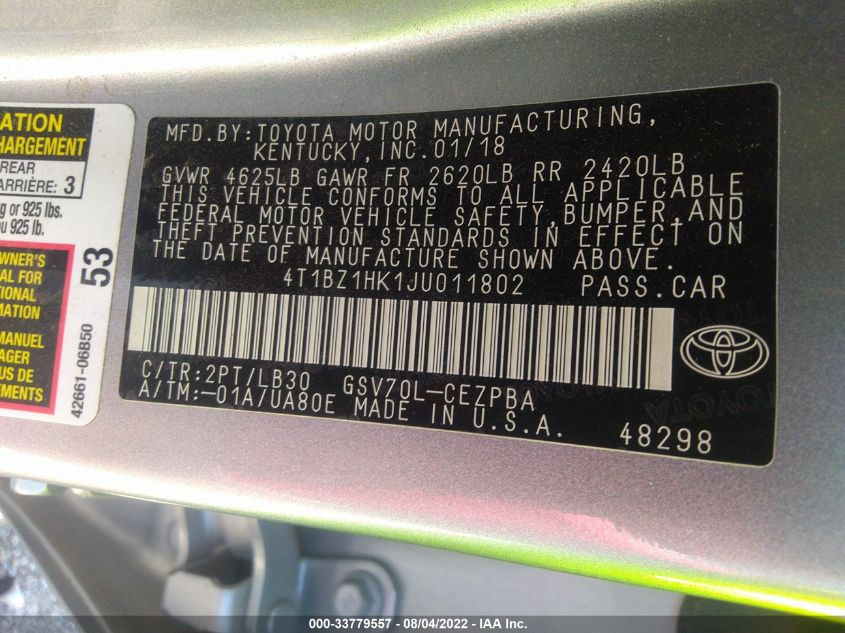 ATION
CHARGEMENT
REAR
ARRIÈRE: 3
g or 925 lbs.
u 925 lb.
WNER'S
AL FOR
TIONAL
MATION
MANUEL
AGER
LUS DE
53
42661-06B50
MFD.BY:TOYOTA MOTOR MANUFACTURING,
KENTUCKY,INC.01/18
GVWR 4625LB GAWR FR 2620LB RR 2420LB
THIS VEHICLE CONFORMS TO ALL APPLICABLE
FEDERAL MOTOR VEHICLE SAFETY,BUMPER,AND
THEFT PREVENTION STANDARDS IN EFFECT ON
THE DATE OF MANUFACTURE SHOWN ABOVE.
4T1BZ1HK1JU011802 PASS.CAR
C/TR:2PT/LB30 GSV70L-CEZPBA
A/TM:-01A/UA80E MADE IN U.S.A.
48298
TOYOTA
000-33779557 - 08/04/2022 - IAA Inc.